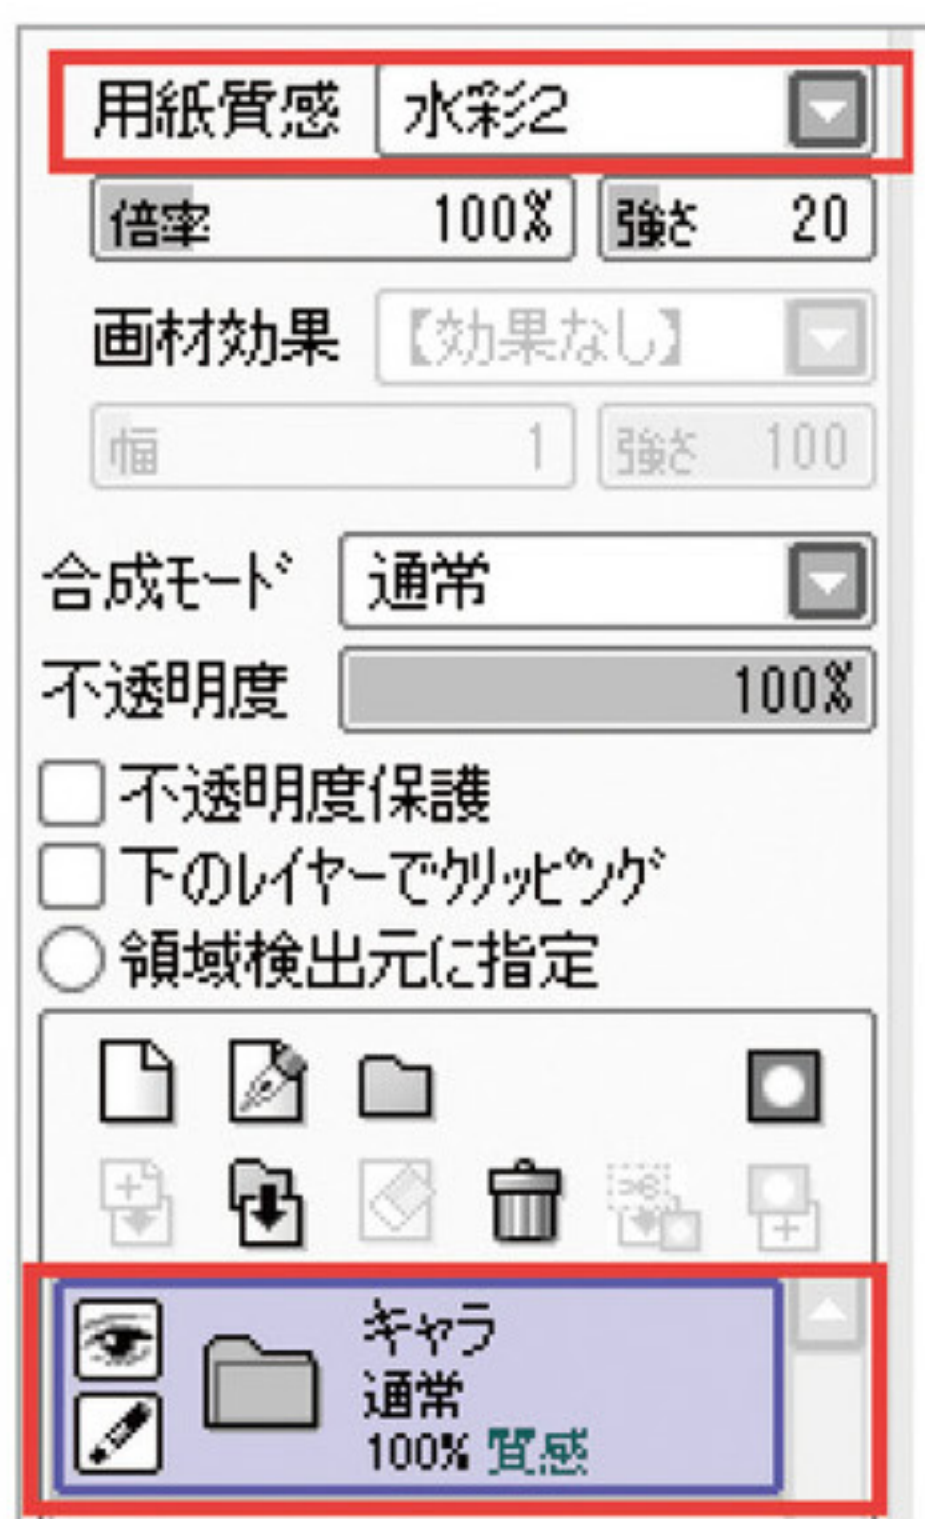 用紙質感 水彩2
倍率 100% 強さ 20
画材効果 【効果なし】
幅 1 強さ 100
合成モード 通常
不透明度 100%
不透明度保護
下のレイヤーでクリッピング
領域検出元に指定
キャラ
通常
100% 質感